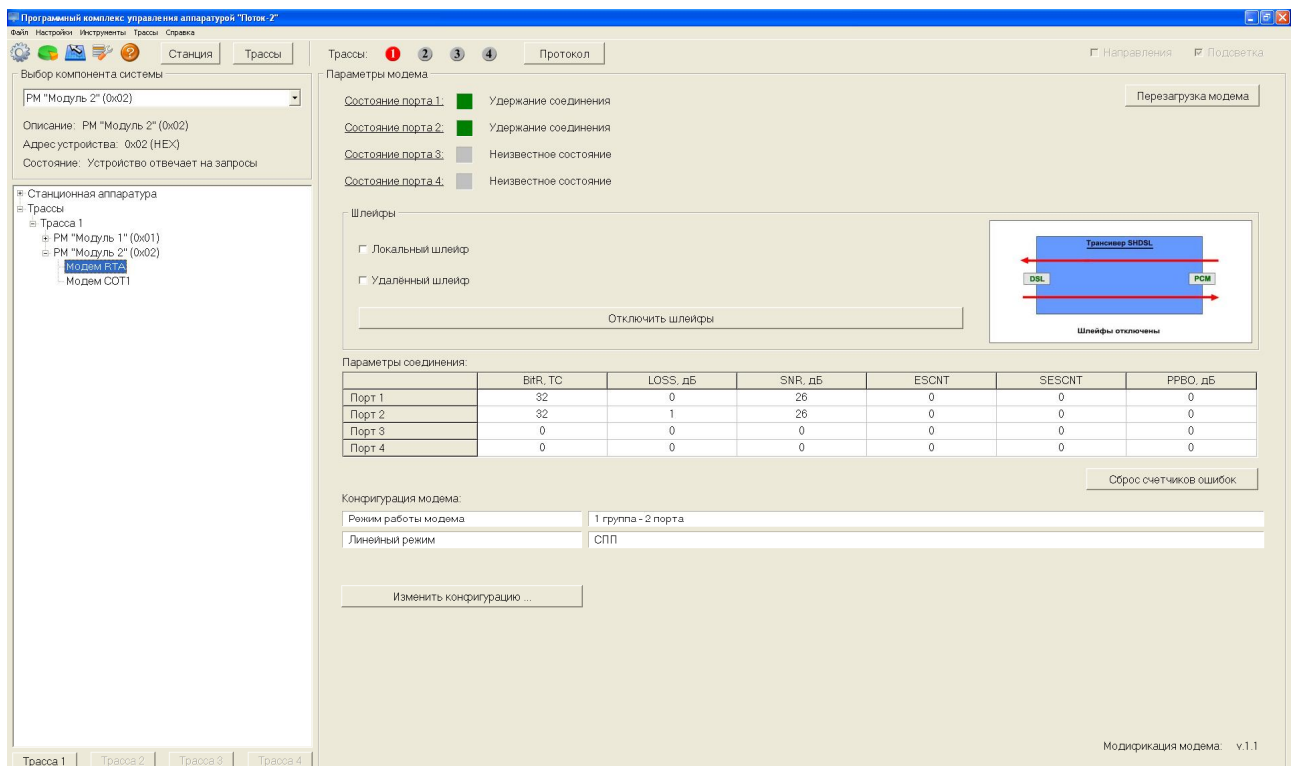 Программный комплекс управления аппаратурой "Поток-2"
Файл Настройки Инструменты Трассы Справка
Станция Трассы Трассы: 1 2 3 4 Протокол Направления Подсветка
Выбор компонента системы
РМ "Модуль 2" (0x02)
Описание: РМ "Модуль 2" (0x02)
Адрес устройства: 0x02 (HEX)
Состояние: Устройство отвечает на запросы
Станционная аппаратура
Трассы
Трасса 1
РМ "Модуль 1" (0x01)
РМ "Модуль 2" (0x02)
Модем RTA
Модем COT1
Трасса 1 Трасса 2 Трасса 3 Трасса 4
Параметры модема
Состояние порта 1: Удержание соединения Перезагрузка модема
Состояние порта 2: Удержание соединения
Состояние порта 3: Неизвестное состояние
Состояние порта 4: Неизвестное состояние
Шлейфы
Локальный шлейф
Удалённый шлейф
Отключить шлейфы
Трансивер SHDSL
DSL PCM
Шлейфы отключены
Параметры соединения:
BitR, TC LOSS, дБ SNR, дБ ESCNT SESCNT PPBO, дБ
Порт 1 32 0 26 0 0 0
Порт 2 32 1 26 0 0 0
Порт 3 0 0 0 0 0 0
Порт 4 0 0 0 0 0 0
Сброс счетчиков ошибок
Конфигурация модема:
Режим работы модема 1 группа - 2 порта
Линейный режим СПП
Изменить конфигурацию ...
Модификация модема: v.1.1